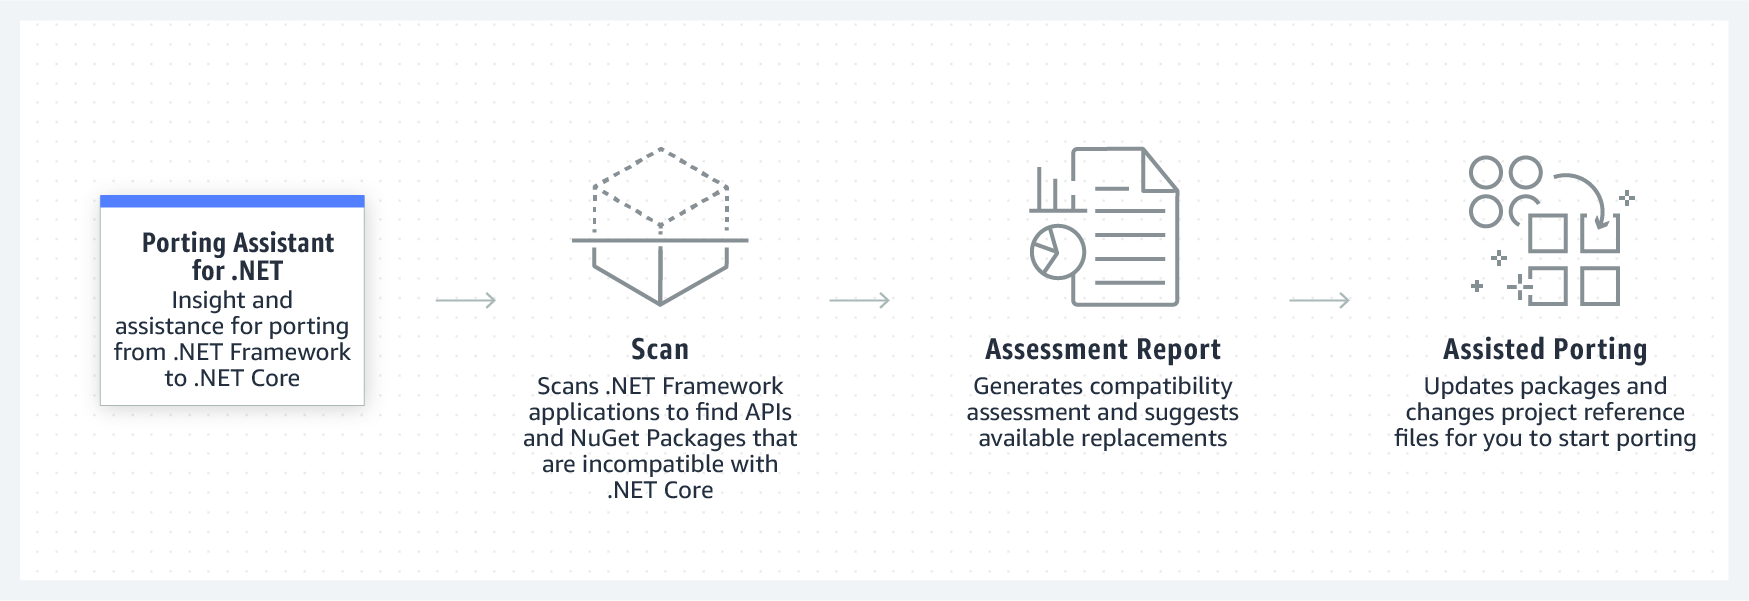 Porting Assistant
for .NET
Insight and
assistance for porting
from .NET Framework
to .NET Core
Scan
Scans .NET Framework
applications to find APIs
and NuGet Packages that
are incompatible with
.NET Core
Assessment Report
Generates compatibility
assessment and suggests
available replacements
Assisted Porting
Updates packages and
changes project reference
files for you to start porting